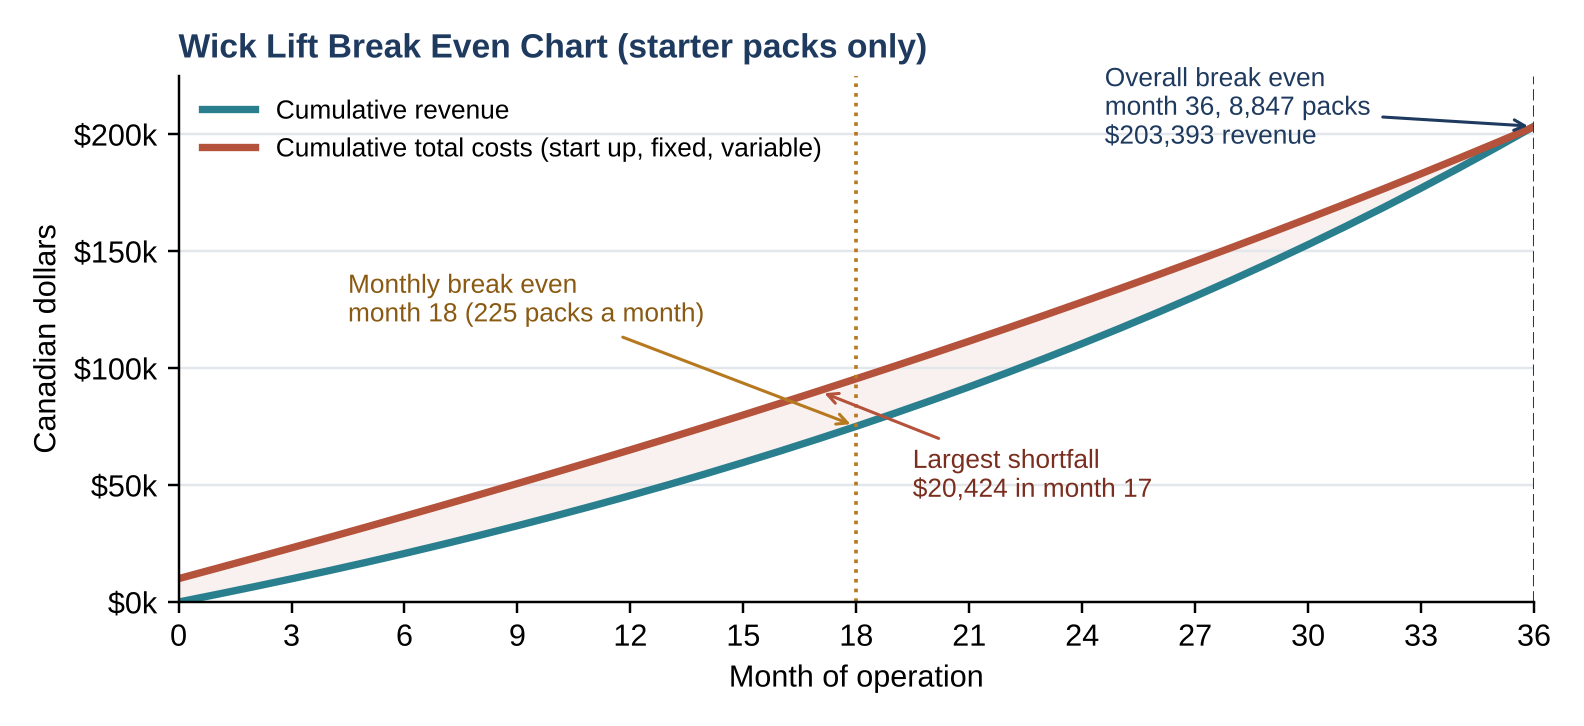 Wick Lift Break Even Chart (starter packs only)
Cumulative revenue
Cumulative total costs (start up, fixed, variable)
Overall break even
month 36, 8,847 packs
$203,393 revenue
Monthly break even
month 18 (225 packs a month)
Largest shortfall
$20,424 in month 17
Canadian dollars
$200k
$150k
$100k
$50k
$0k
0 3 6 9 12 15 18 21 24 27 30 33 36
Month of operation